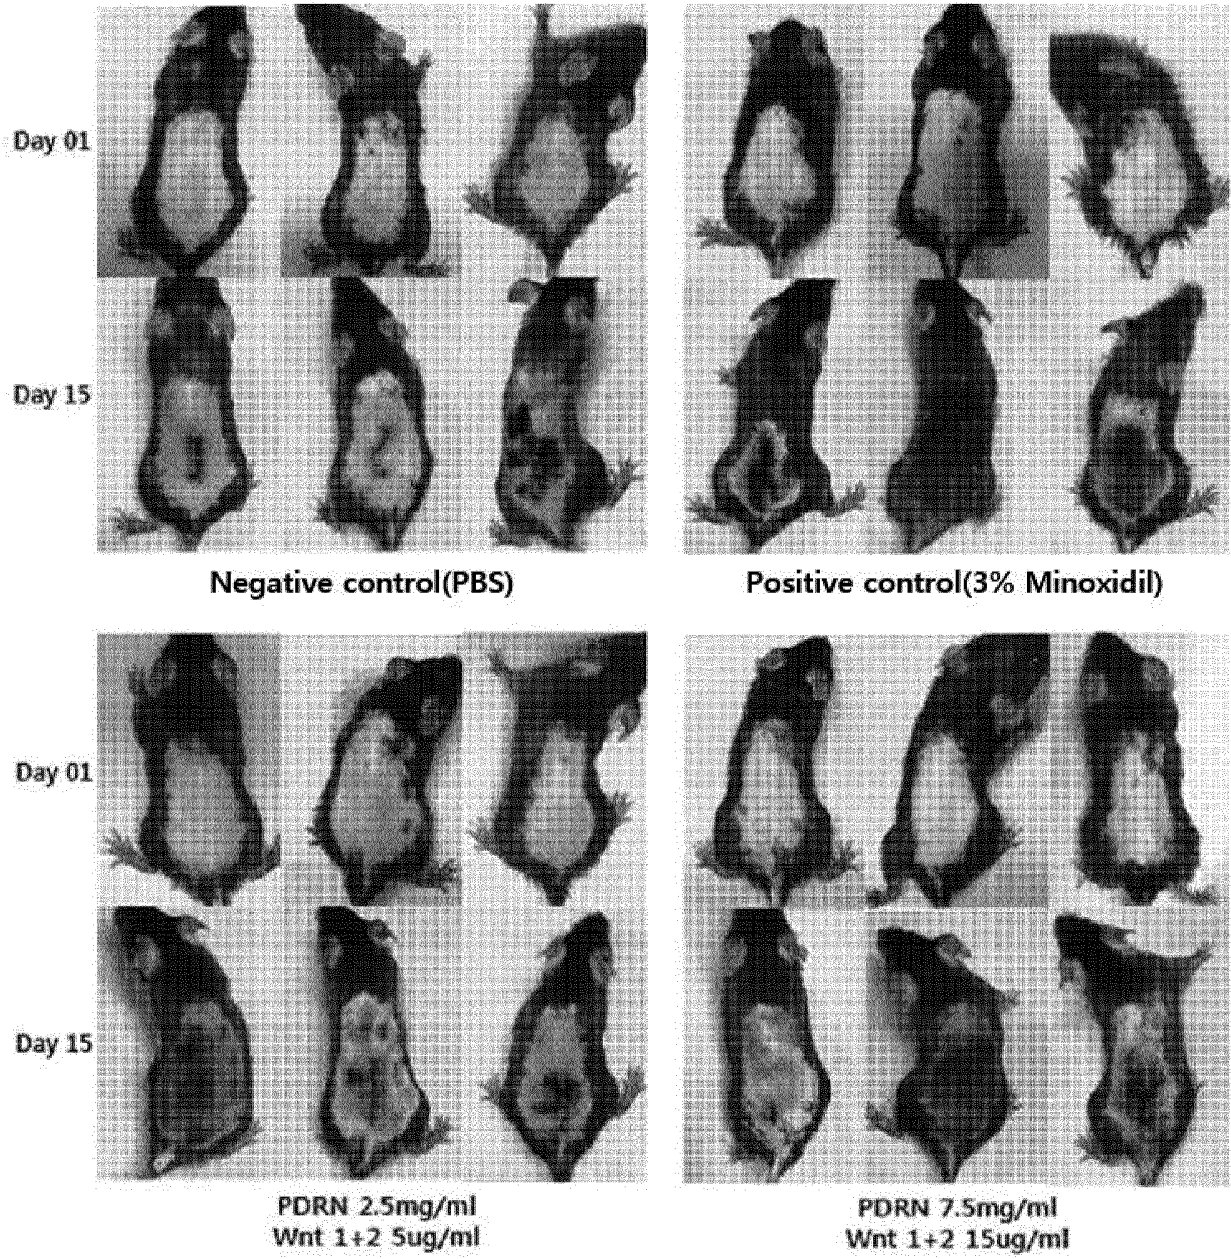 Day 01
Day 15
Negative control(PBS)
Positive control(3% Minoxidil)
Day 01
Day 15
PDRN 2.5mg/ml
Wnt 1+2 5ug/ml
PDRN 7.5mg/ml
Wnt 1+2 15ug/ml